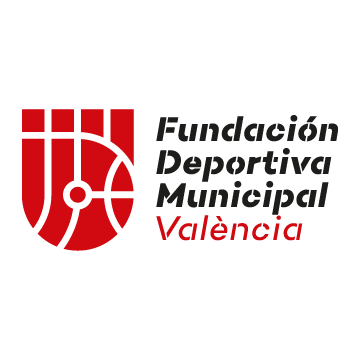 Fundación
Deportiva
Municipal
València